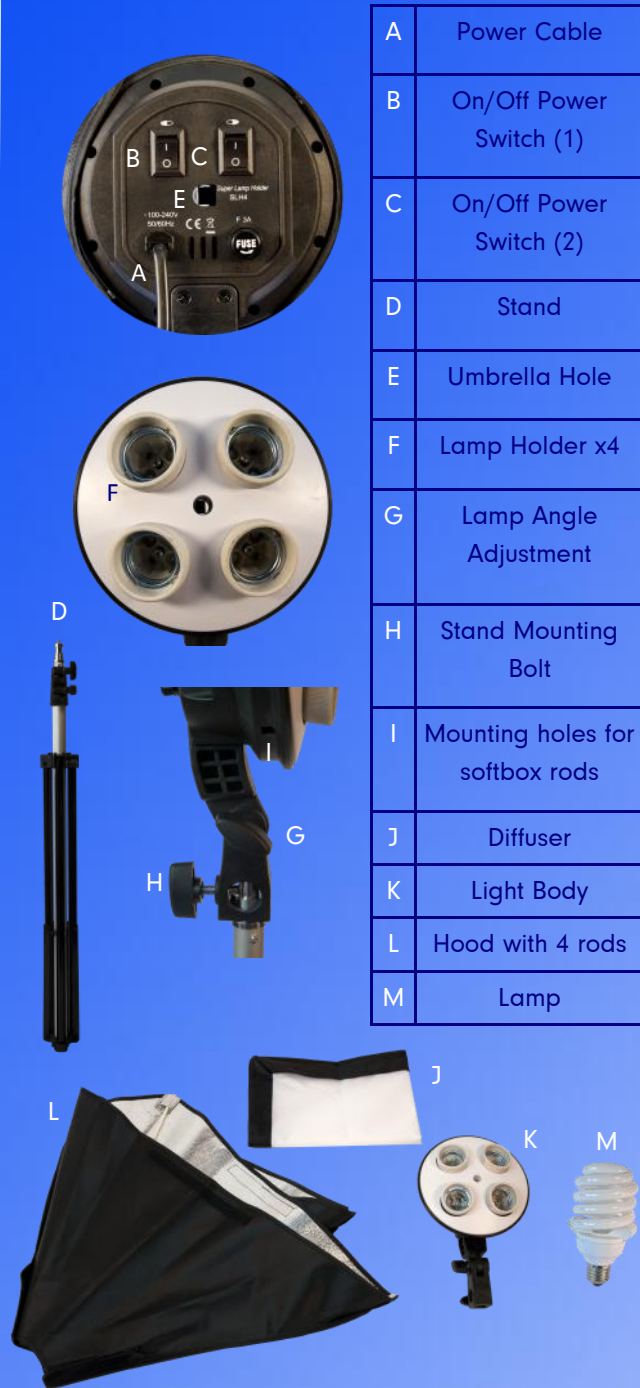 A Power Cable
B On/Off Power
Switch (1)
C On/Off Power
Switch (2)
D Stand
E Umbrella Hole
F Lamp Holder x4
G Lamp Angle
Adjustment
H Stand Mounting
Bolt
I Mounting holes for
softbox rods
J Diffuser
K Light Body
L Hood with 4 rods
M Lamp
B
C
I
O
I
O
E
Super Lamp Holder
SLH4
~100-240V
50/60Hz
CE
F 3A
FUSE
A
F
D
I
G
H
J
L
K
M